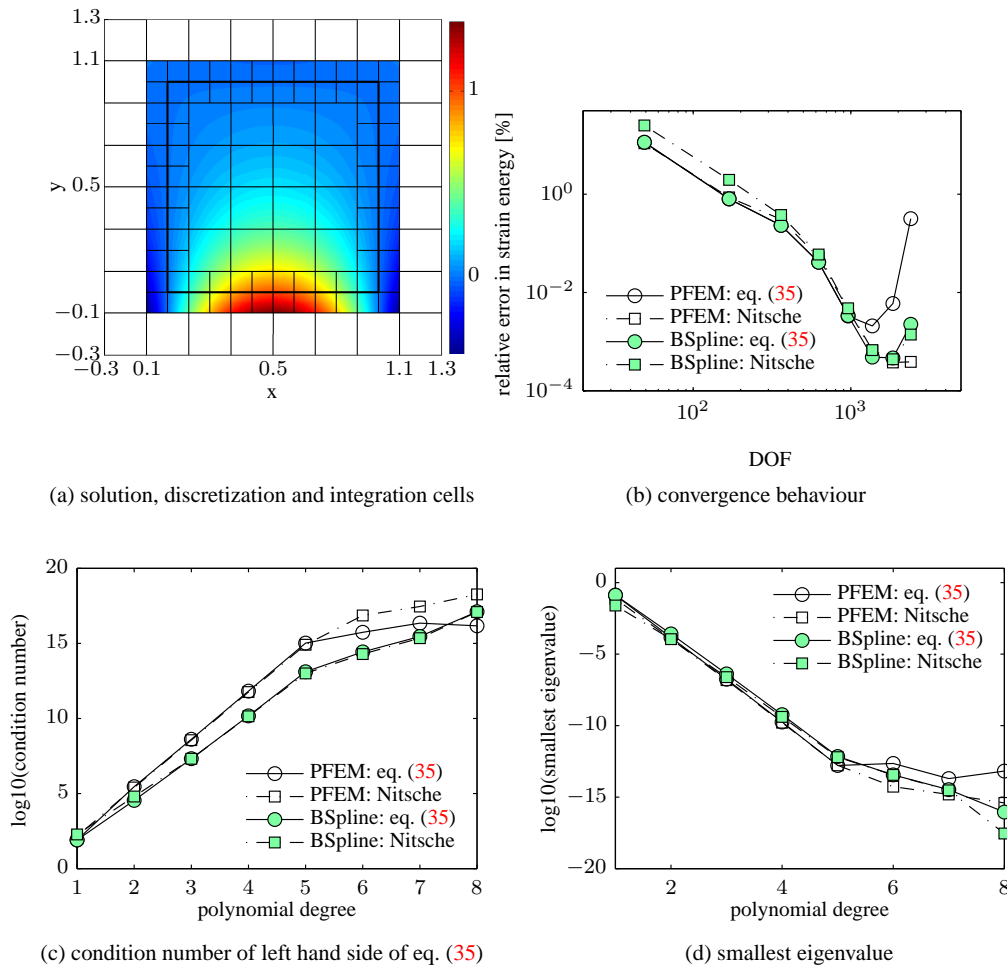 1.3
1.1
0.5
−0.1
−0.3
y
−0.3 0.1 0.5 1.1 1.3
x
1
0
(a) solution, discretization and integration cells
relative error in strain energy [%]
10^0
10^−2
10^−4
10^2 10^3
DOF
PFEM: eq. (35)
PFEM: Nitsche
BSpline: eq. (35)
BSpline: Nitsche
(b) convergence behaviour
log10(condition number)
20
15
10
5
0
1 2 3 4 5 6 7 8
polynomial degree
PFEM: eq. (35)
PFEM: Nitsche
BSpline: eq. (35)
BSpline: Nitsche
(c) condition number of left hand side of eq. (35)
log10(smallest eigenvalue)
0
−5
−10
−15
−20
2 4 6 8
polynomial degree
PFEM: eq. (35)
PFEM: Nitsche
BSpline: eq. (35)
BSpline: Nitsche
(d) smallest eigenvalue